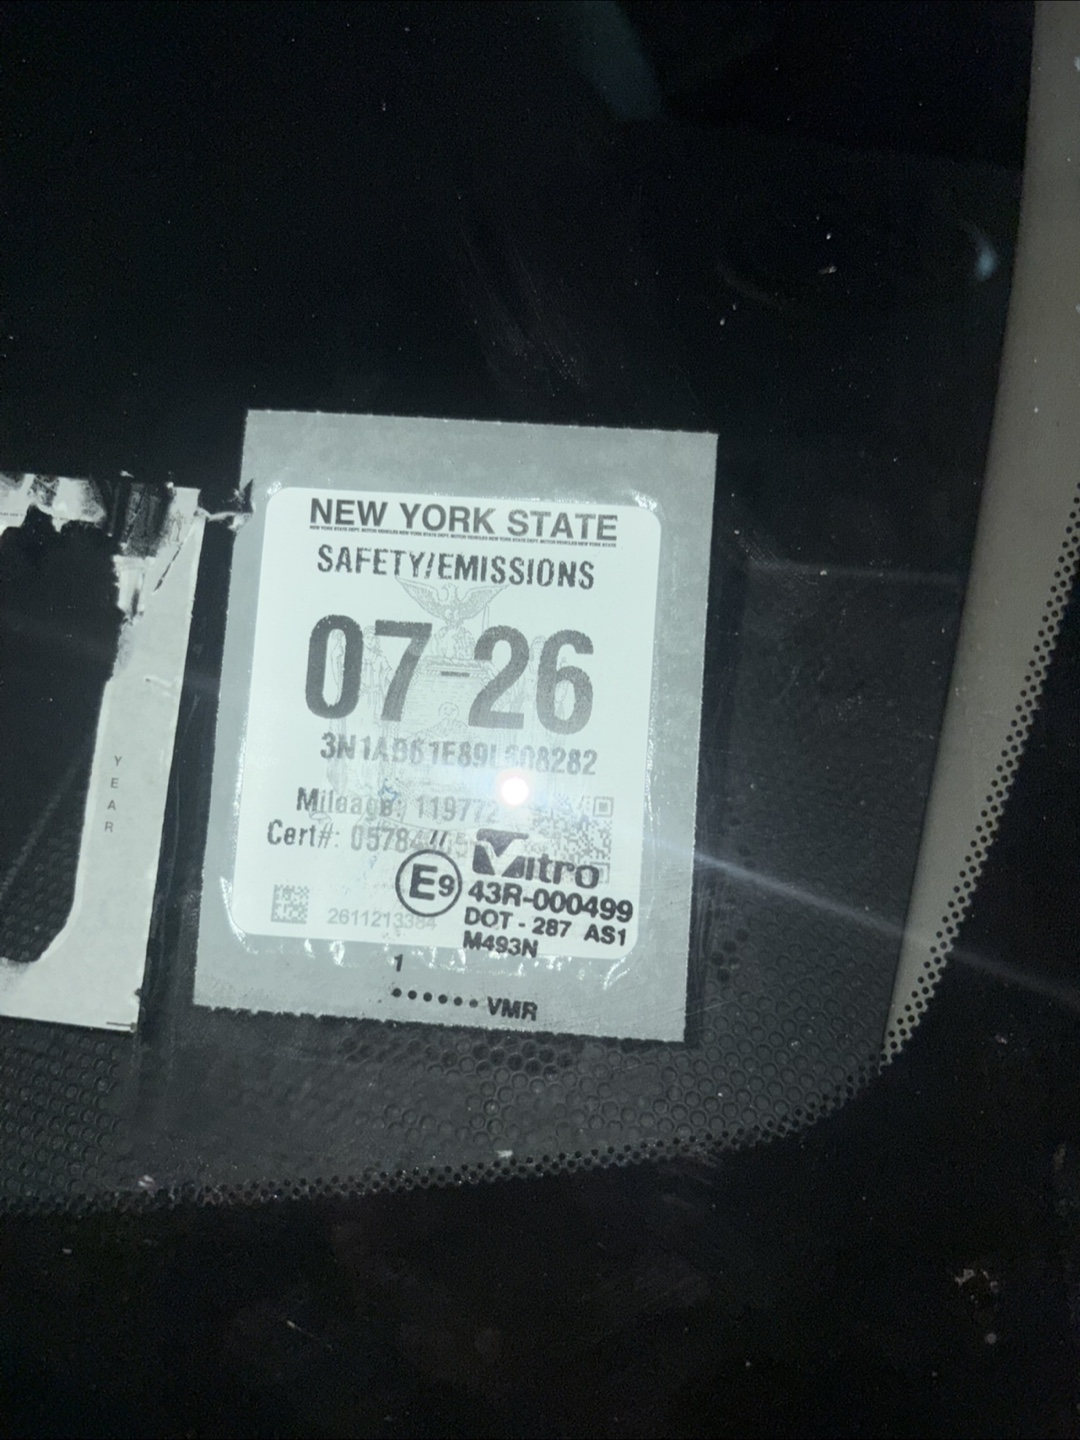 NEW YORK STATE
SAFETY/EMISSIONS
07-26
3N1AB61E89L608282
Mileage: 119772
Cert#:
Vitro
E9
43R-000499
DOT - 287 AS1
M493N
2611213384
1
VMR
YEAR